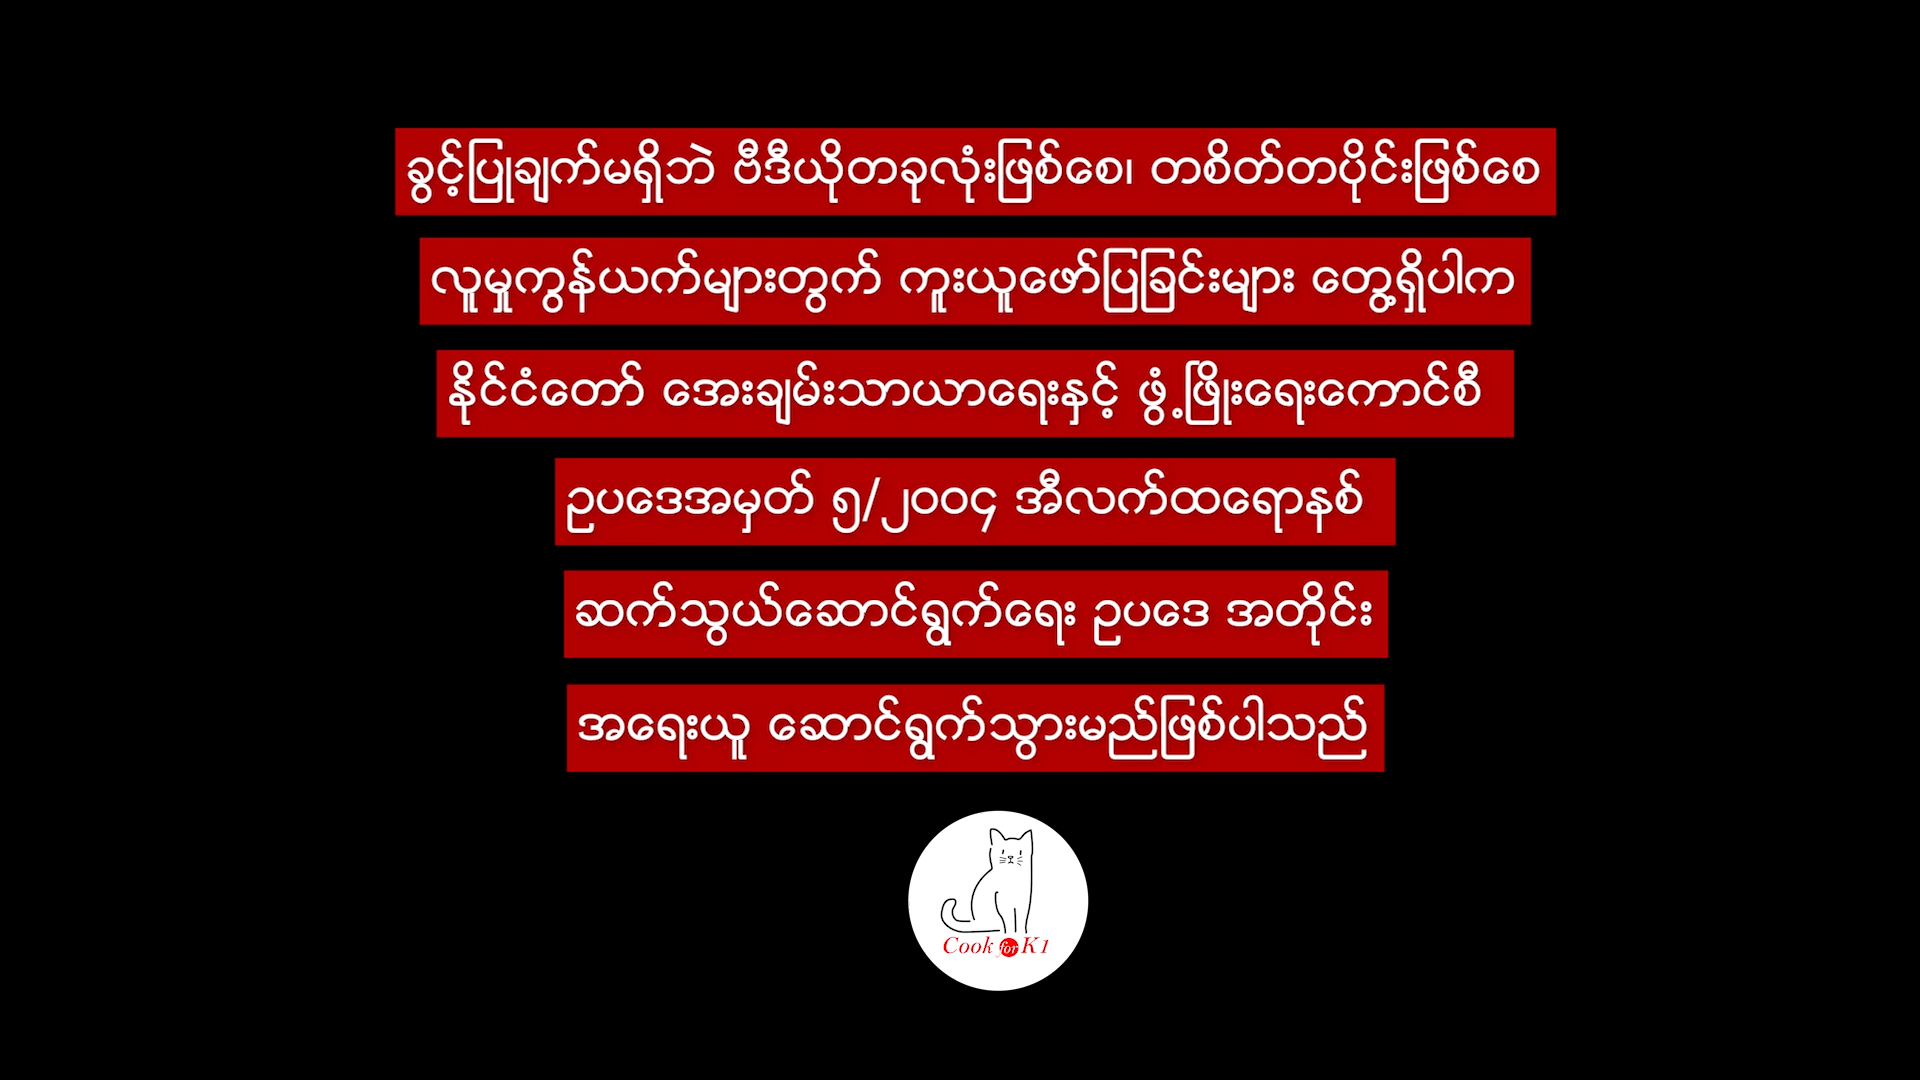 ခွင့်ပြုချက်မရှိဘဲ ဗီဒီယိုတခုလုံးဖြစ်စေ၊ တစိတ်တပိုင်းဖြစ်စေ
လူမှုကွန်ယက်များတွက် ကူးယူဖော်ပြခြင်းများ တွေ့ရှိပါက
နိုင်ငံတော် အေးချမ်းသာယာရေးနှင့် ဖွံ့ဖြိုးရေးကောင်စီ
ဥပဒေအမှတ် ၅/၂၀၀၄ အီလက်ထရောနစ်
ဆက်သွယ်ဆောင်ရွက်ရေး ဥပဒေ အတိုင်း
အရေးယူ ဆောင်ရွက်သွားမည်ဖြစ်ပါသည်
Cook for K1